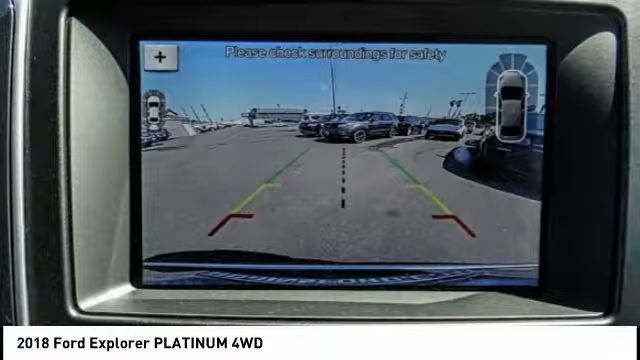 Please check surroundings for safety
+
2018 Ford Explorer PLATINUM 4WD